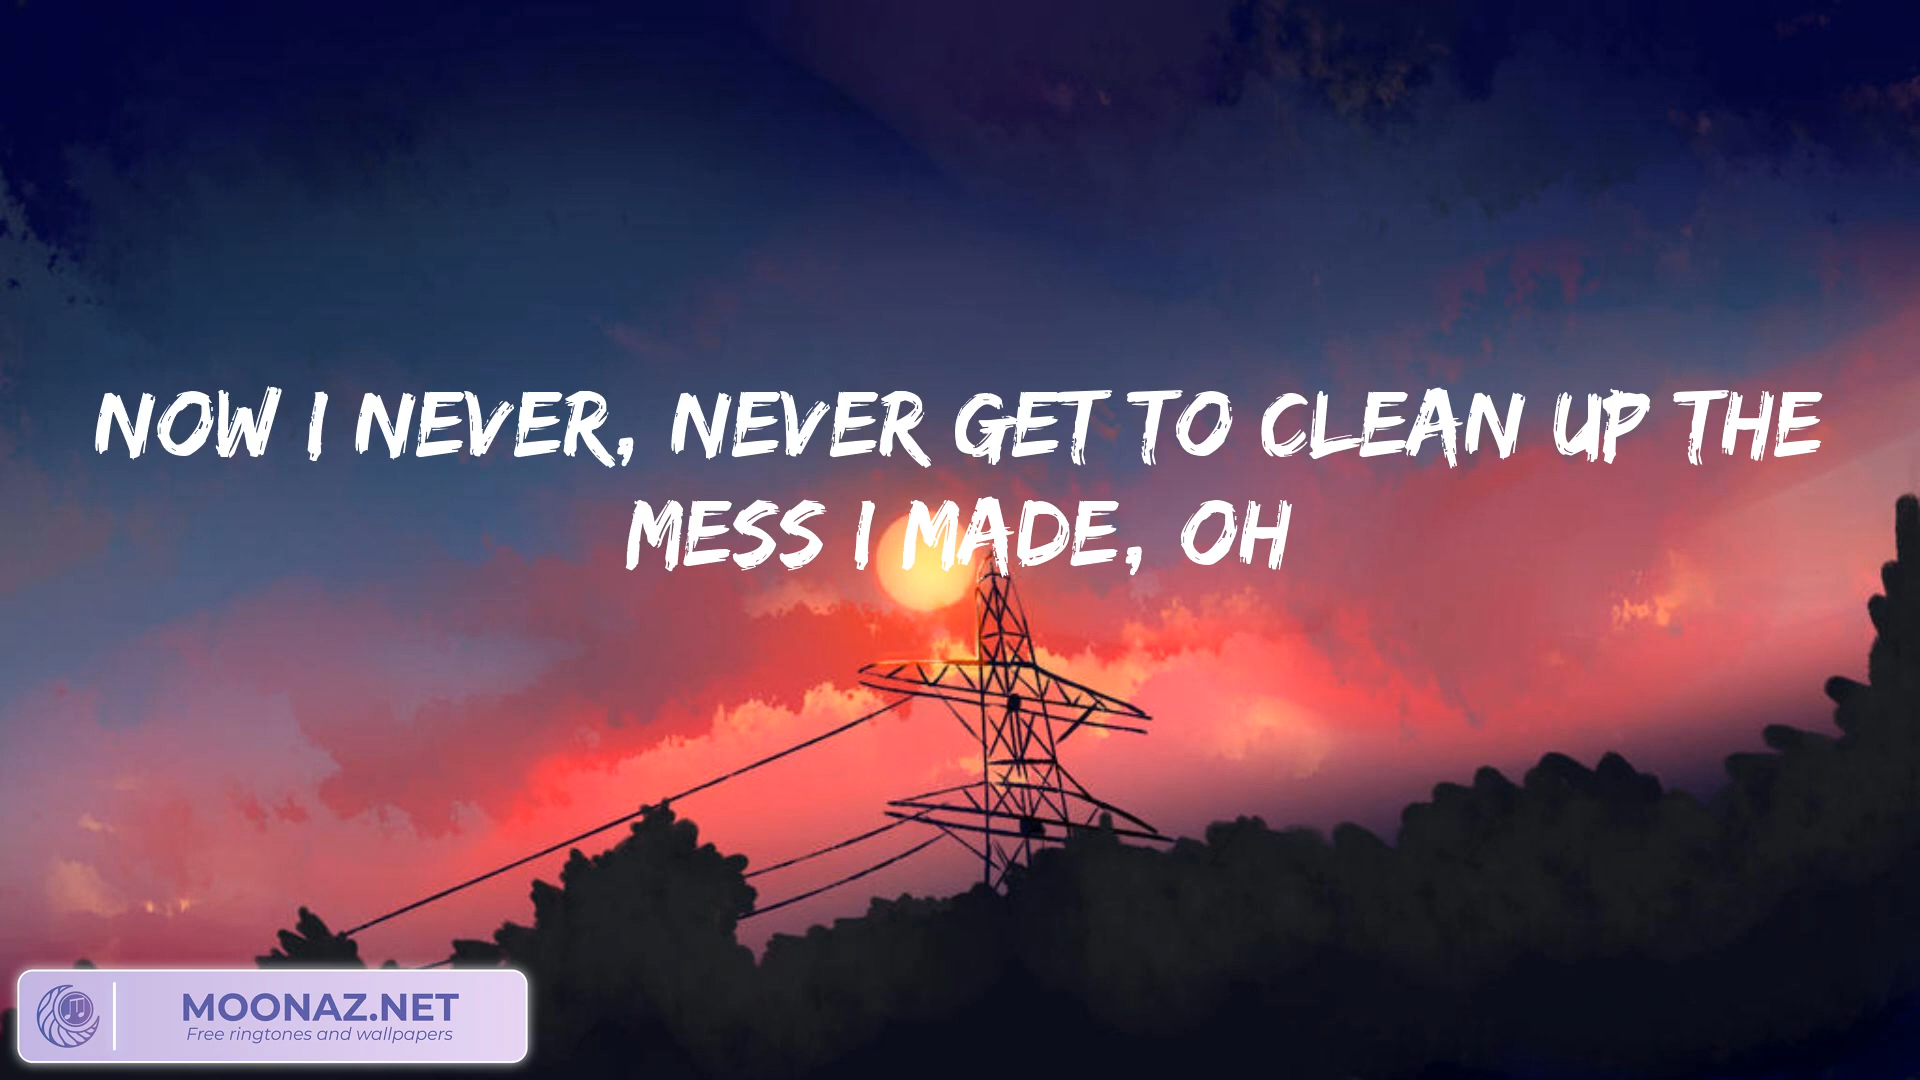 NOW I NEVER, NEVER GET TO CLEAN UP THE
MESS I MADE, OH
MOONAZ.NET
Free ringtones and wallpapers